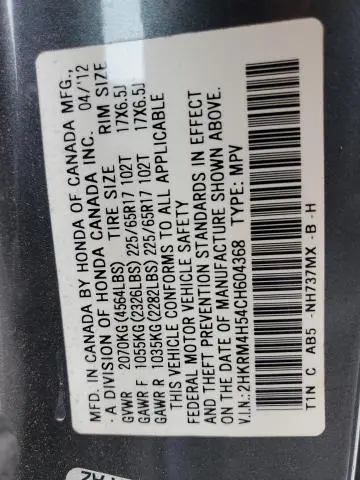 MFD. IN CANADA BY HONDA OF CANADA MFG.,
A DIVISION OF HONDA CANADA INC. 04/'12
TIRE SIZE RIM SIZE
GVWR 2070KG (4564LBS)
GAWR F 1055KG (2326LBS) 225/65R17 102T 17X6.5J
GAWR R 1035KG (2282LBS) 225/65R17 102T 17X6.5J
THIS VEHICLE CONFORMS TO ALL APPLICABLE
FEDERAL MOTOR VEHICLE SAFETY
AND THEFT PREVENTION STANDARDS IN EFFECT
ON THE DATE OF MANUFACTURE SHOWN ABOVE.
V.I.N.: 2HKRM4H54CH604368 TYPE: MPV
T1N C AB5 -NH737MX -B -H